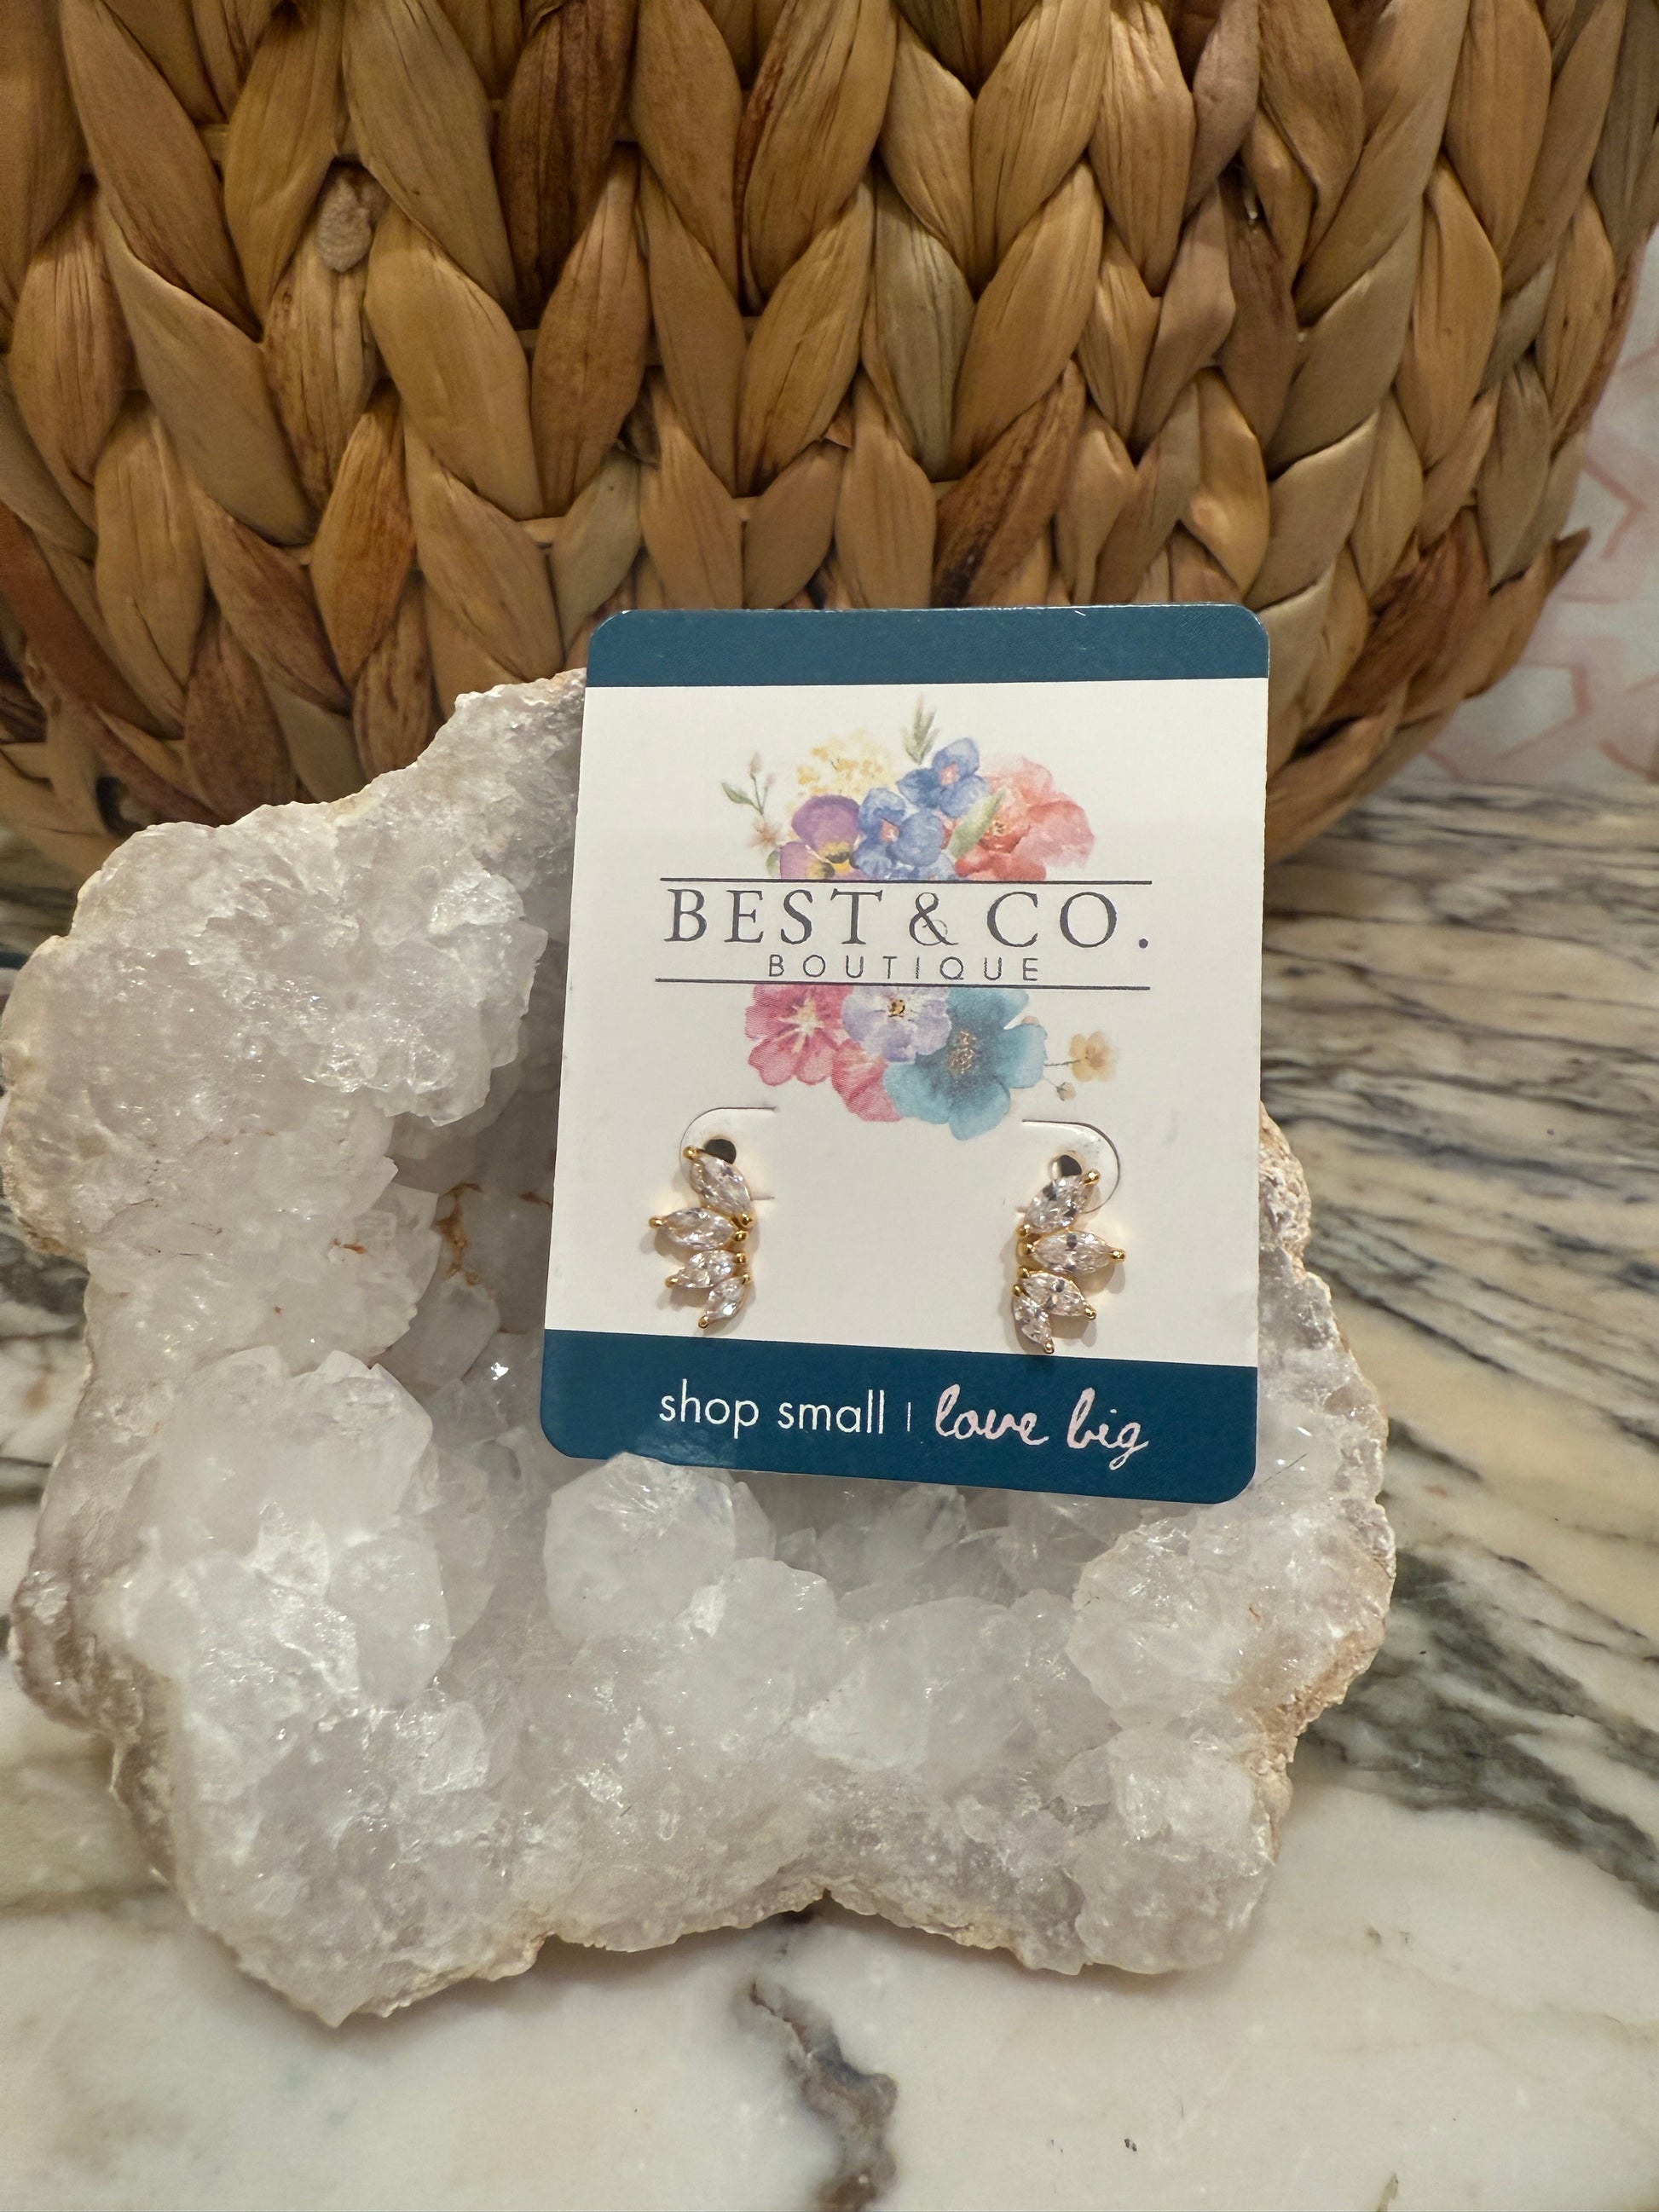 BEST & CO.
BOUTIQUE
shop small | love big